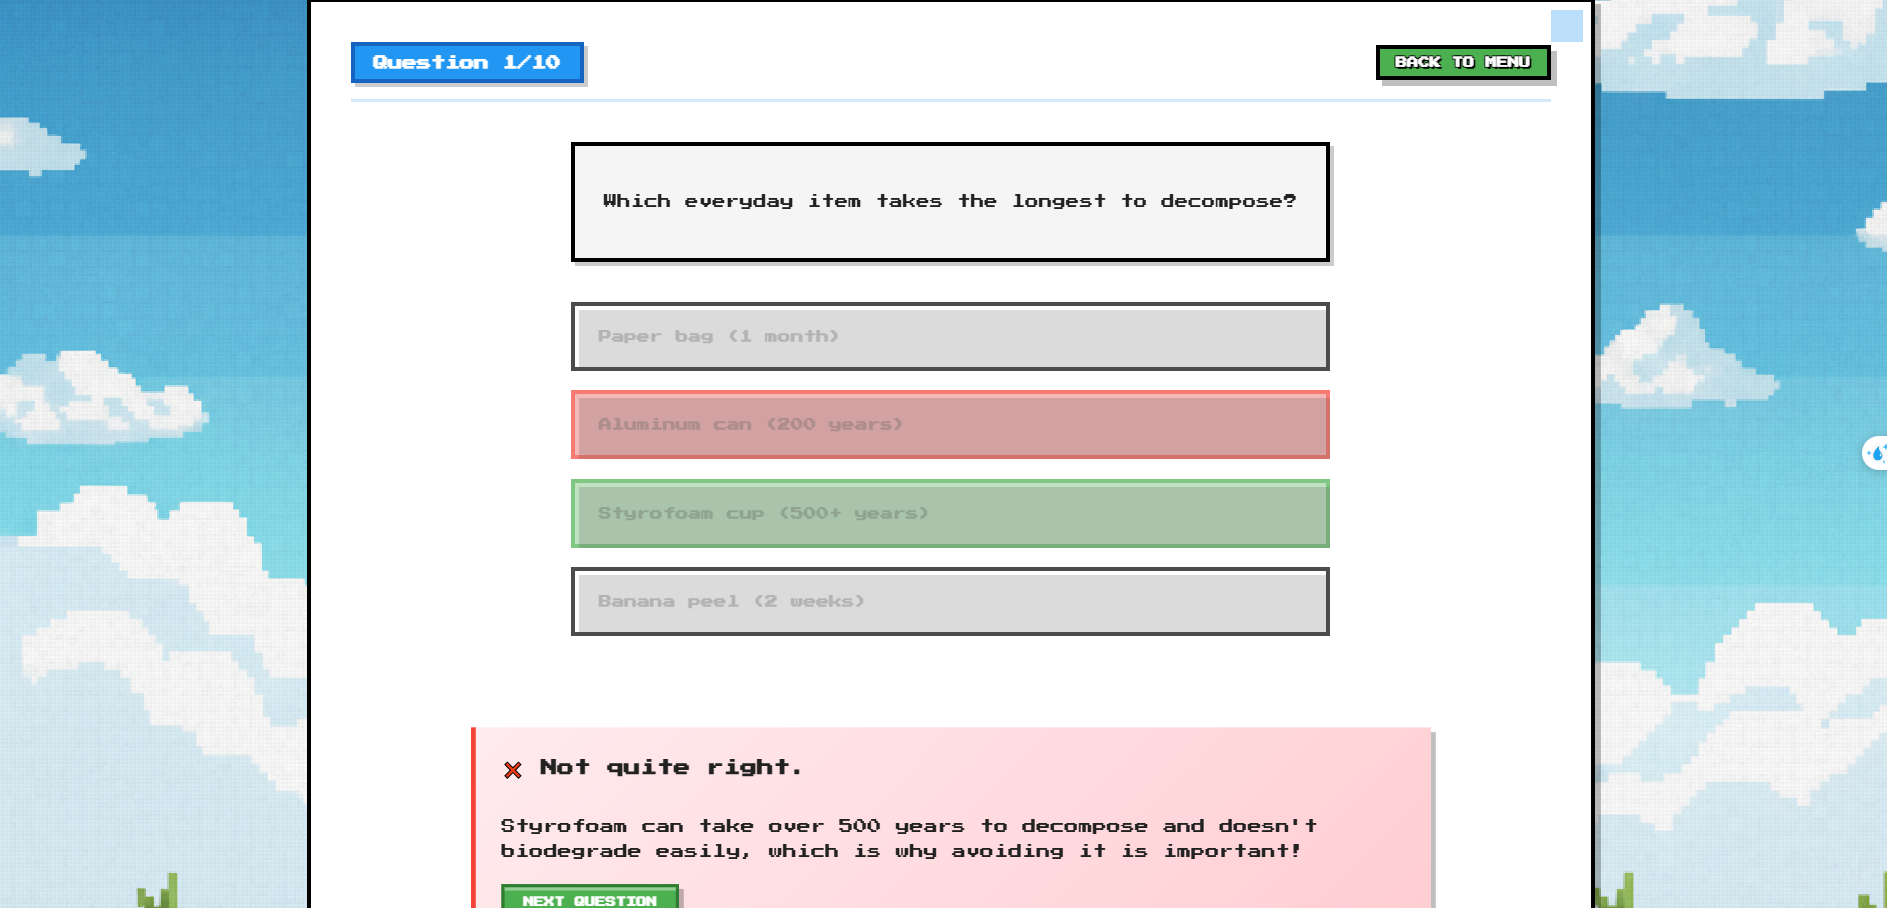 Question 1/10
BACK TO MENU
Which everyday item takes the longest to decompose?
Paper bag (1 month)
Aluminum can (200 years)
Styrofoam cup (500+ years)
Banana peel (2 weeks)
Not quite right.
Styrofoam can take over 500 years to decompose and doesn't
biodegrade easily, which is why avoiding it is important!
NEXT QUESTION